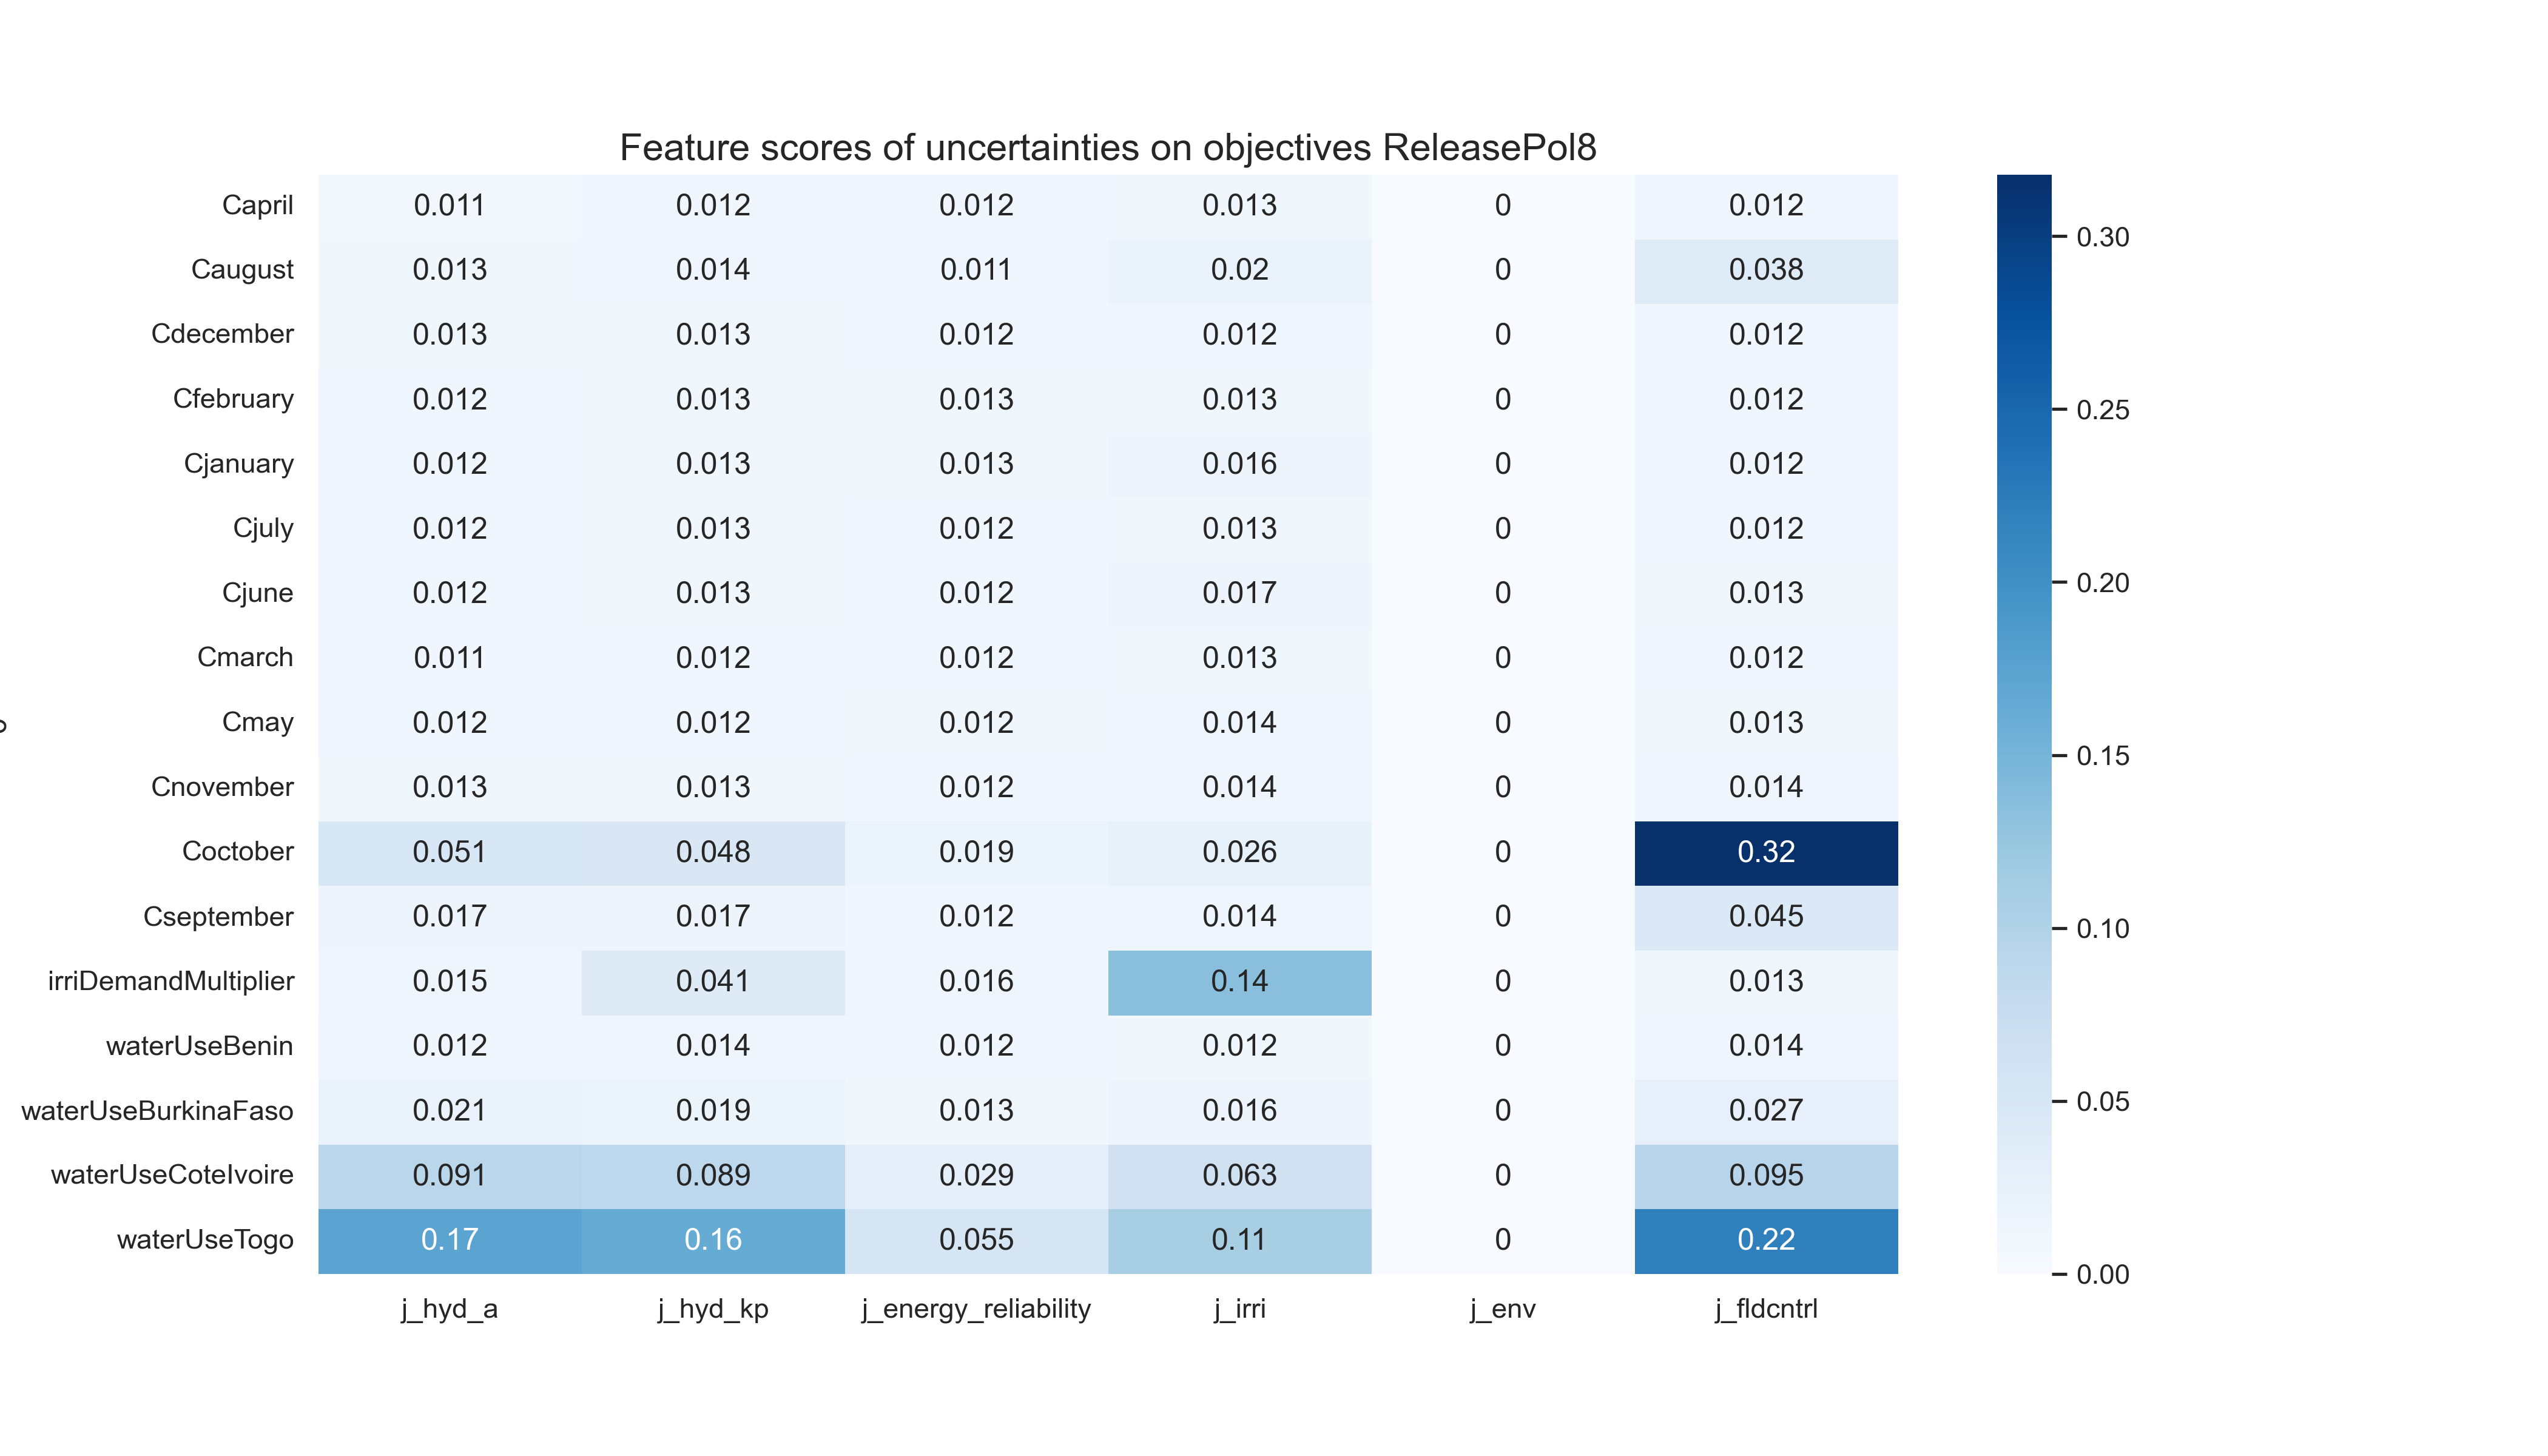 Feature scores of uncertainties on objectives ReleasePol8
Capril 0.011 0.012 0.012 0.013 0 0.012
Caugust 0.013 0.014 0.011 0.02 0 0.038
Cdecember 0.013 0.013 0.012 0.012 0 0.012
Cfebruary 0.012 0.013 0.013 0.013 0 0.012
Cjanuary 0.012 0.013 0.013 0.016 0 0.012
Cjuly 0.012 0.013 0.012 0.013 0 0.012
Cjune 0.012 0.013 0.012 0.017 0 0.013
Cmarch 0.011 0.012 0.012 0.013 0 0.012
Cmay 0.012 0.012 0.012 0.014 0 0.013
Cnovember 0.013 0.013 0.012 0.014 0 0.014
Coctober 0.051 0.048 0.019 0.026 0 0.32
Cseptember 0.017 0.017 0.012 0.014 0 0.045
irriDemandMultiplier 0.015 0.041 0.016 0.14 0 0.013
waterUseBenin 0.012 0.014 0.012 0.012 0 0.014
waterUseBurkinaFaso 0.021 0.019 0.013 0.016 0 0.027
waterUseCoteIvoire 0.091 0.089 0.029 0.063 0 0.095
waterUseTogo 0.17 0.16 0.055 0.11 0 0.22
j_hyd_a j_hyd_kp j_energy_reliability j_irri j_env j_fldcntrl
0.30
0.25
0.20
0.15
0.10
0.05
0.00